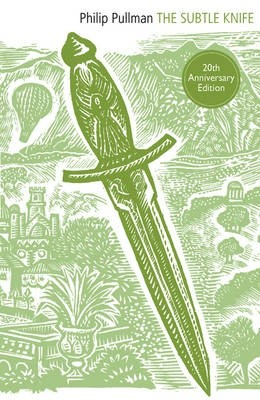 Philip Pullman THE SUBTLE KNIFE
20th
Anniversary
Edition